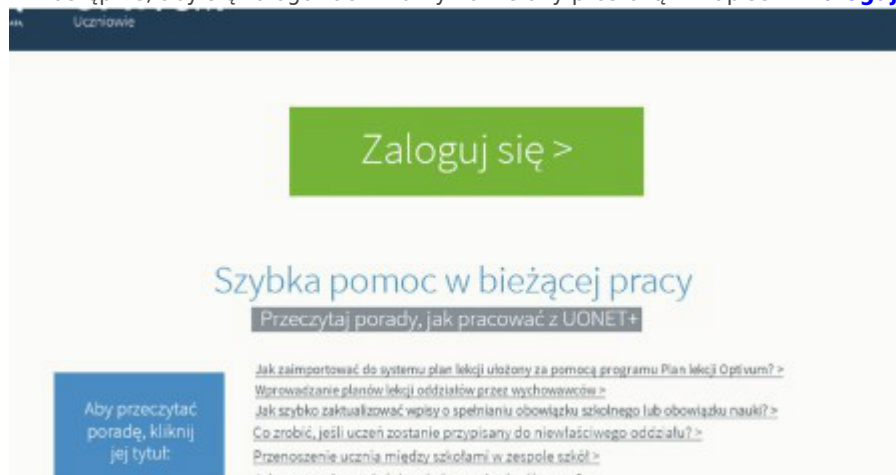 Uczniowie
Zaloguj się >
Szybka pomoc w bieżącej pracy
Przeczytaj porady, jak pracować z UONET+
Aby przeczytać
poradę, kliknij
jej tytuł:
Jak zaimportować do systemu plan lekcji ułożony za pomocą programu Plan lekcji Optivum? >
Wprowadzanie planów lekcji oddziałów przez wychowawców >
Jak szybko zaktualizować wpisy o spełnianiu obowiązku szkolnego lub obowiązku nauki? >
Co zrobić, jeśli uczeń zostanie przypisany do niewłaściwego oddziału? >
Przenoszenie ucznia między szkołami w zespole szkół >